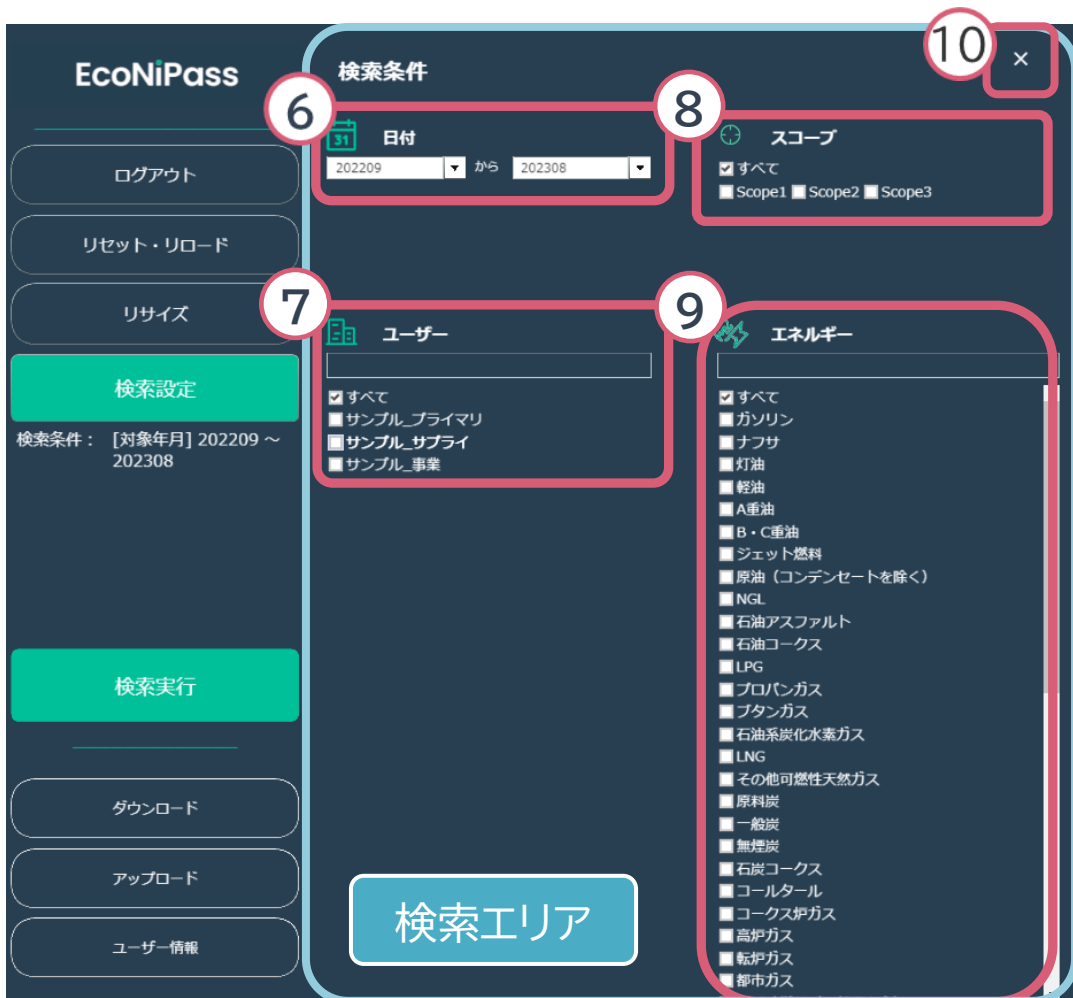 EcoNiPass
ログアウト
リセット・リロード
リサイズ
検索設定
検索条件： [対象年月] 202209 ～
202308
検索実行
ダウンロード
アップロード
ユーザー情報
検索条件
10
×
6
31 日付
202209 から 202308
8
スコープ
すべて
Scope1 Scope2 Scope3
7
ユーザー
すべて
サンプル_プライマリ
サンプル_サプライ
サンプル_事業
9
エネルギー
すべて
ガソリン
ナフサ
灯油
軽油
A重油
B・C重油
ジェット燃料
原油（コンデンセートを除く）
NGL
石油アスファルト
石油コークス
LPG
プロパンガス
ブタンガス
石油系炭化水素ガス
LNG
その他可燃性天然ガス
原料炭
一般炭
無煙炭
石炭コークス
コールタール
コークス炉ガス
高炉ガス
転炉ガス
都市ガス
検索エリア